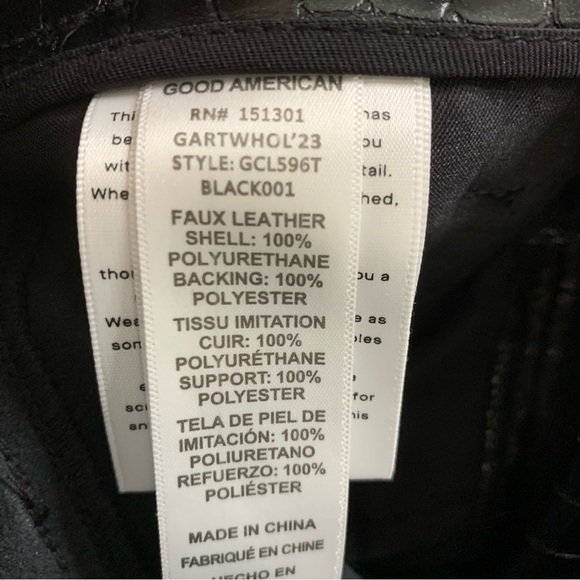 GOOD AMERICAN
RN# 151301
GARTWHOL'23
STYLE: GCL596T
BLACK001
FAUX LEATHER
SHELL: 100%
POLYURETHANE
BACKING: 100%
POLYESTER
TISSU IMITATION
CUIR: 100%
POLYURÉTHANE
SUPPORT: 100%
POLYESTER
TELA DE PIEL DE
IMITACIÓN: 100%
POLIURETANO
REFUERZO: 100%
POLIÉSTER
MADE IN CHINA
FABRIQUÉ EN CHINE
HECHO EN